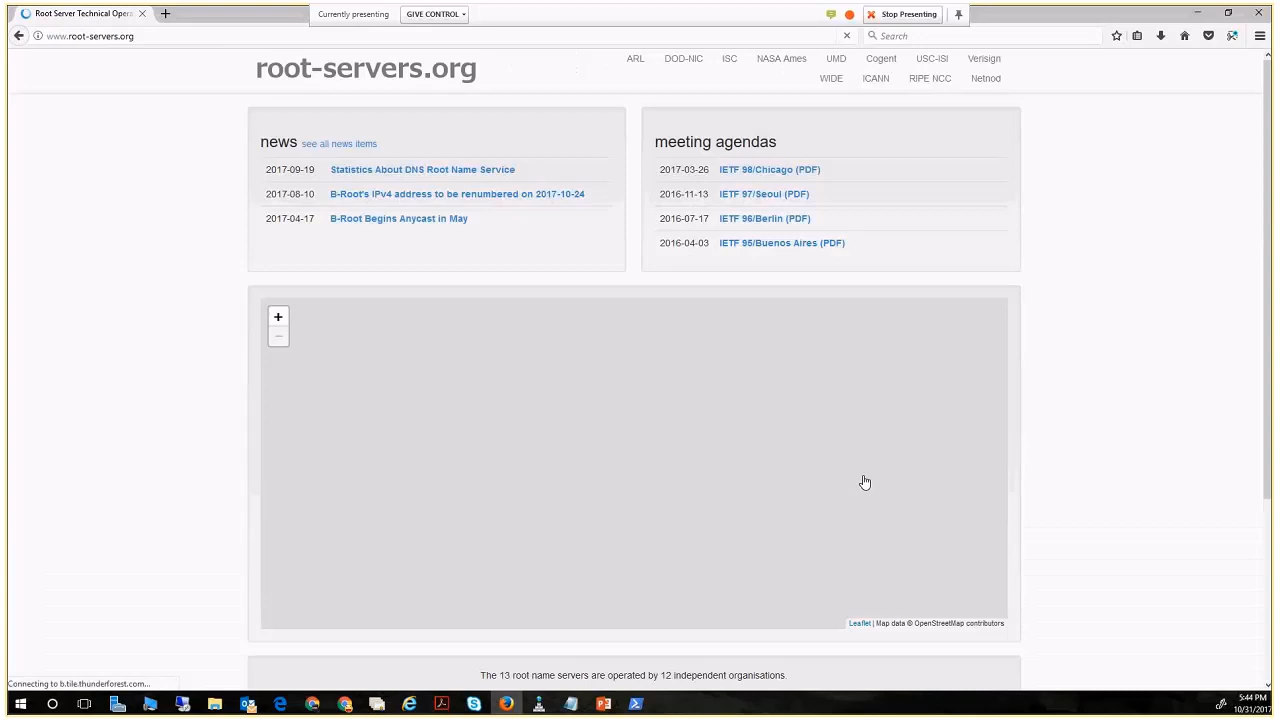 Root Server Technical Opera
Currently presenting
GIVE CONTROL
Stop Presenting
www.root-servers.org
Search
root-servers.org
ARL DOD-NIC ISC NASA Ames UMD Cogent USC-ISI Verisign
WIDE ICANN RIPE NCC Netnod
news see all news items
2017-09-19 Statistics About DNS Root Name Service
2017-08-10 B-Root's IPv4 address to be renumbered on 2017-10-24
2017-04-17 B-Root Begins Anycast in May
meeting agendas
2017-03-26 IETF 98/Chicago (PDF)
2016-11-13 IETF 97/Seoul (PDF)
2016-07-17 IETF 96/Berlin (PDF)
2016-04-03 IETF 95/Buenos Aires (PDF)
+
−
Leaflet | Map data © OpenStreetMap contributors
The 13 root name servers are operated by 12 independent organisations.
Connecting to b.tile.thunderforest.com...
5:44 PM
10/31/2017